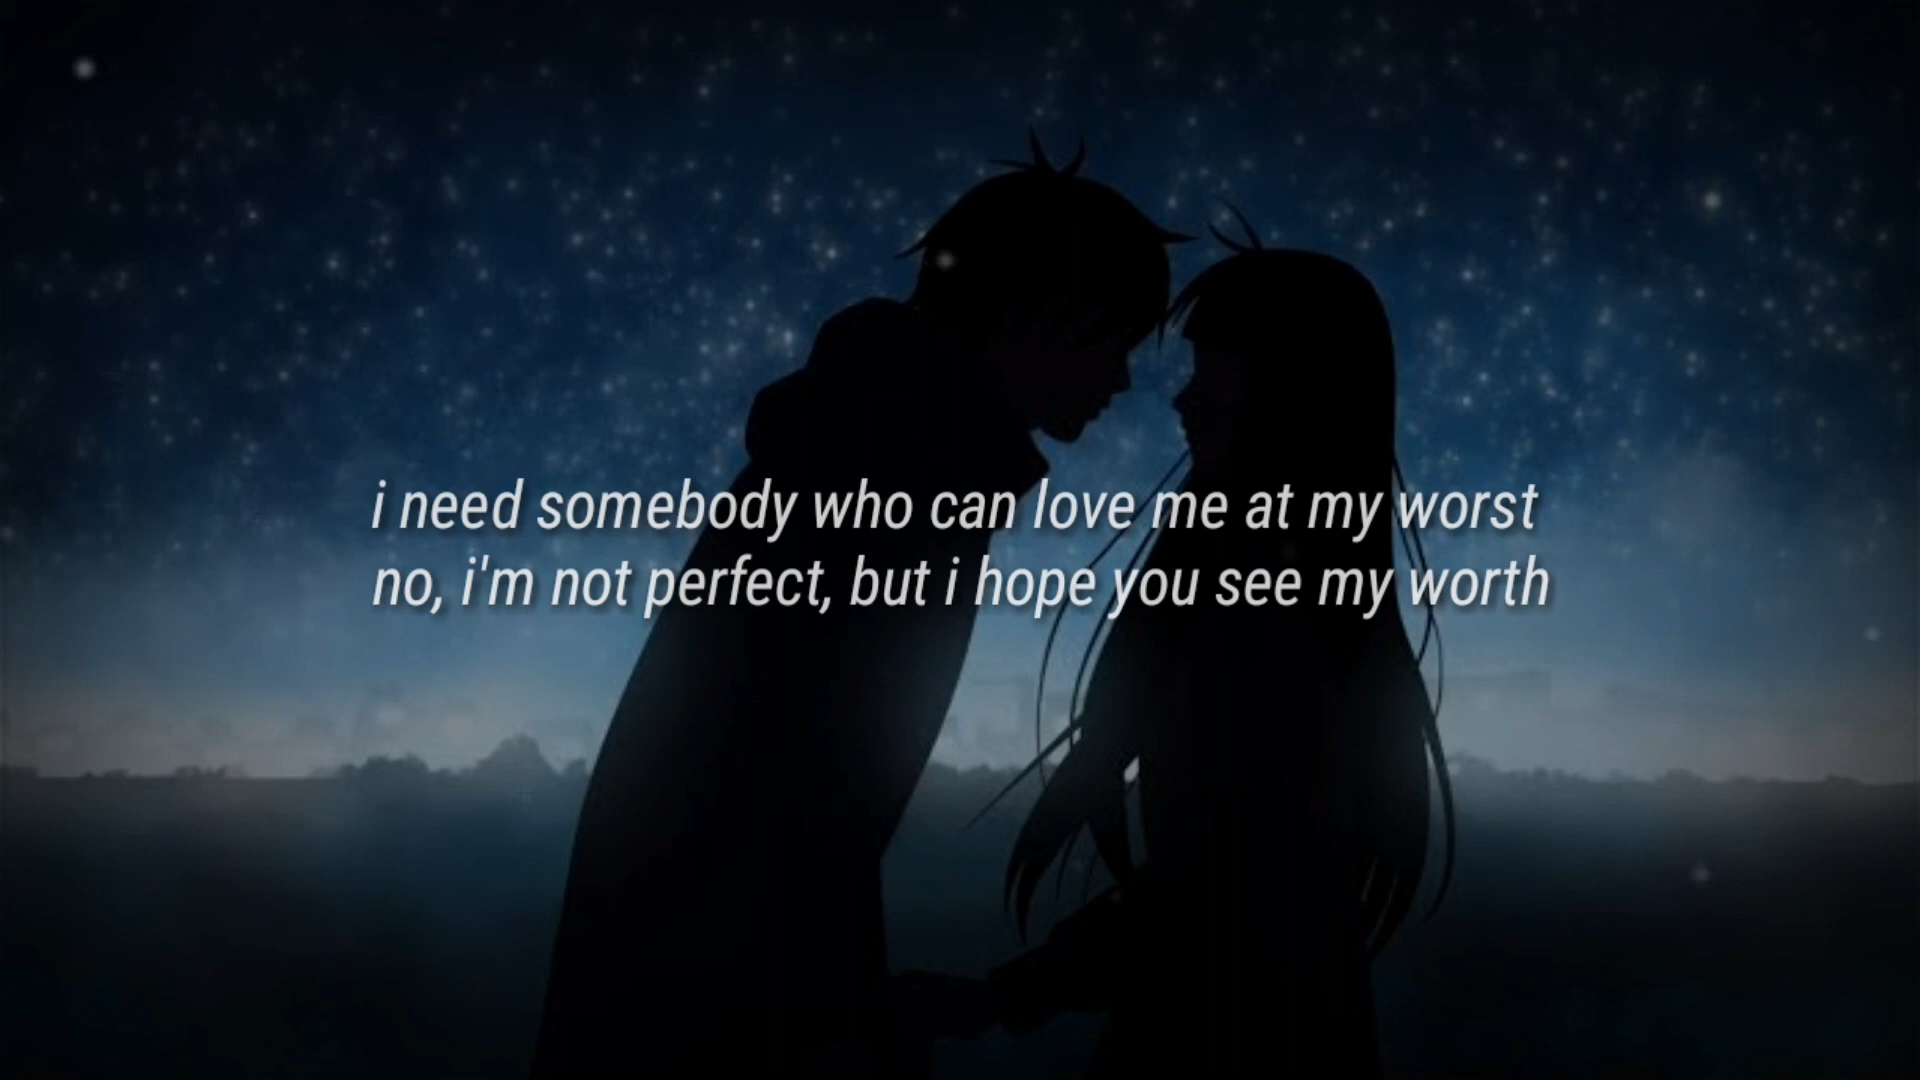 i need somebody who can love me at my worst
no, i'm not perfect, but i hope you see my worth